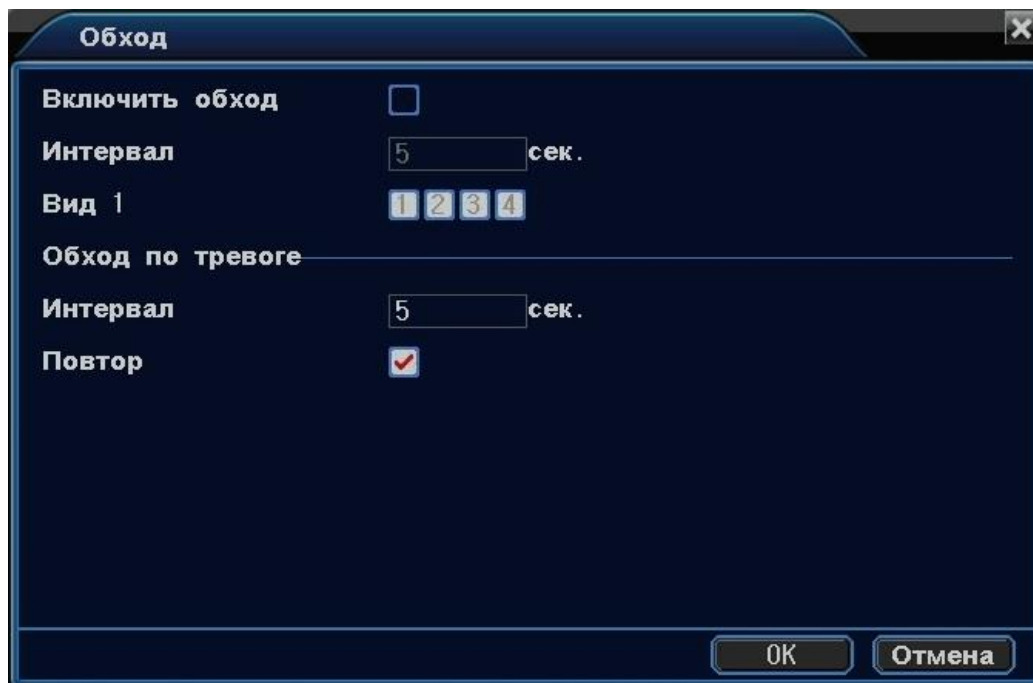 Обход
Включить обход
Интервал 5 сек.
Вид 1 1 2 3 4
Обход по тревоге
Интервал 5 сек.
Повтор
OK Отмена